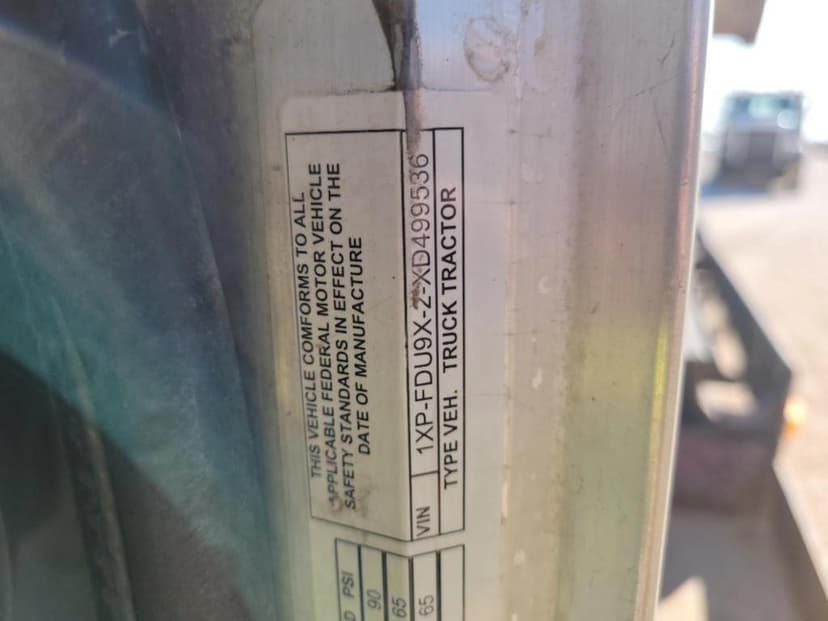 THIS VEHICLE COMFORMS TO ALL
APPLICABLE FEDERAL MOTOR VEHICLE
SAFETY STANDARDS IN EFFECT ON THE
DATE OF MANUFACTURE
VIN 1XP-FDU9X-2-XD499536
TYPE VEH. TRUCK TRACTOR
D PSI
90
65
65